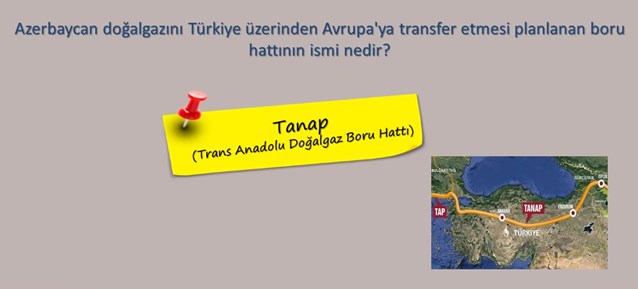 Azerbaycan doğalgazını Türkiye üzerinden Avrupa'ya transfer etmesi planlanan boru
hattının ismi nedir?
Tanap
(Trans Anadolu Doğalgaz Boru Hattı)
TAP
TANAP
TÜRKİYE